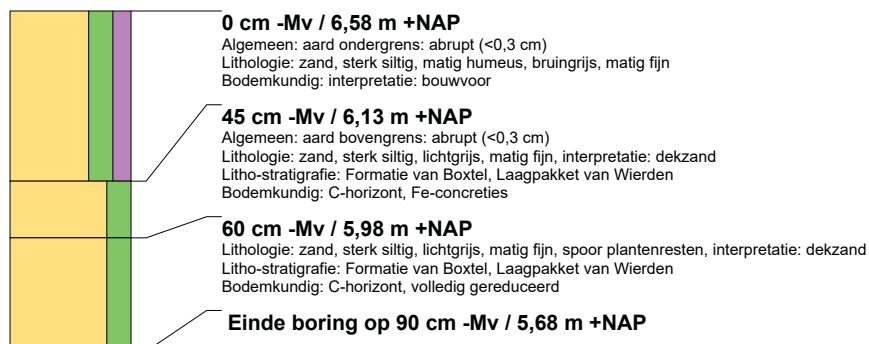 0 cm -Mv / 6,58 m +NAP
Algemeen: aard ondergrens: abrupt (<0,3 cm)
Lithologie: zand, sterk siltig, matig humeus, bruingrijs, matig fijn
Bodemkundig: interpretatie: bouwvoor
45 cm -Mv / 6,13 m +NAP
Algemeen: aard bovengrens: abrupt (<0,3 cm)
Lithologie: zand, sterk siltig, lichtgrijs, matig fijn, interpretatie: dekzand
Litho-stratigrafie: Formatie van Boxtel, Laagpakket van Wierden
Bodemkundig: C-horizont, Fe-concreties
60 cm -Mv / 5,98 m +NAP
Lithologie: zand, sterk siltig, lichtgrijs, matig fijn, spoor plantenresten, interpretatie: dekzand
Litho-stratigrafie: Formatie van Boxtel, Laagpakket van Wierden
Bodemkundig: C-horizont, volledig gereduceerd
Einde boring op 90 cm -Mv / 5,68 m +NAP